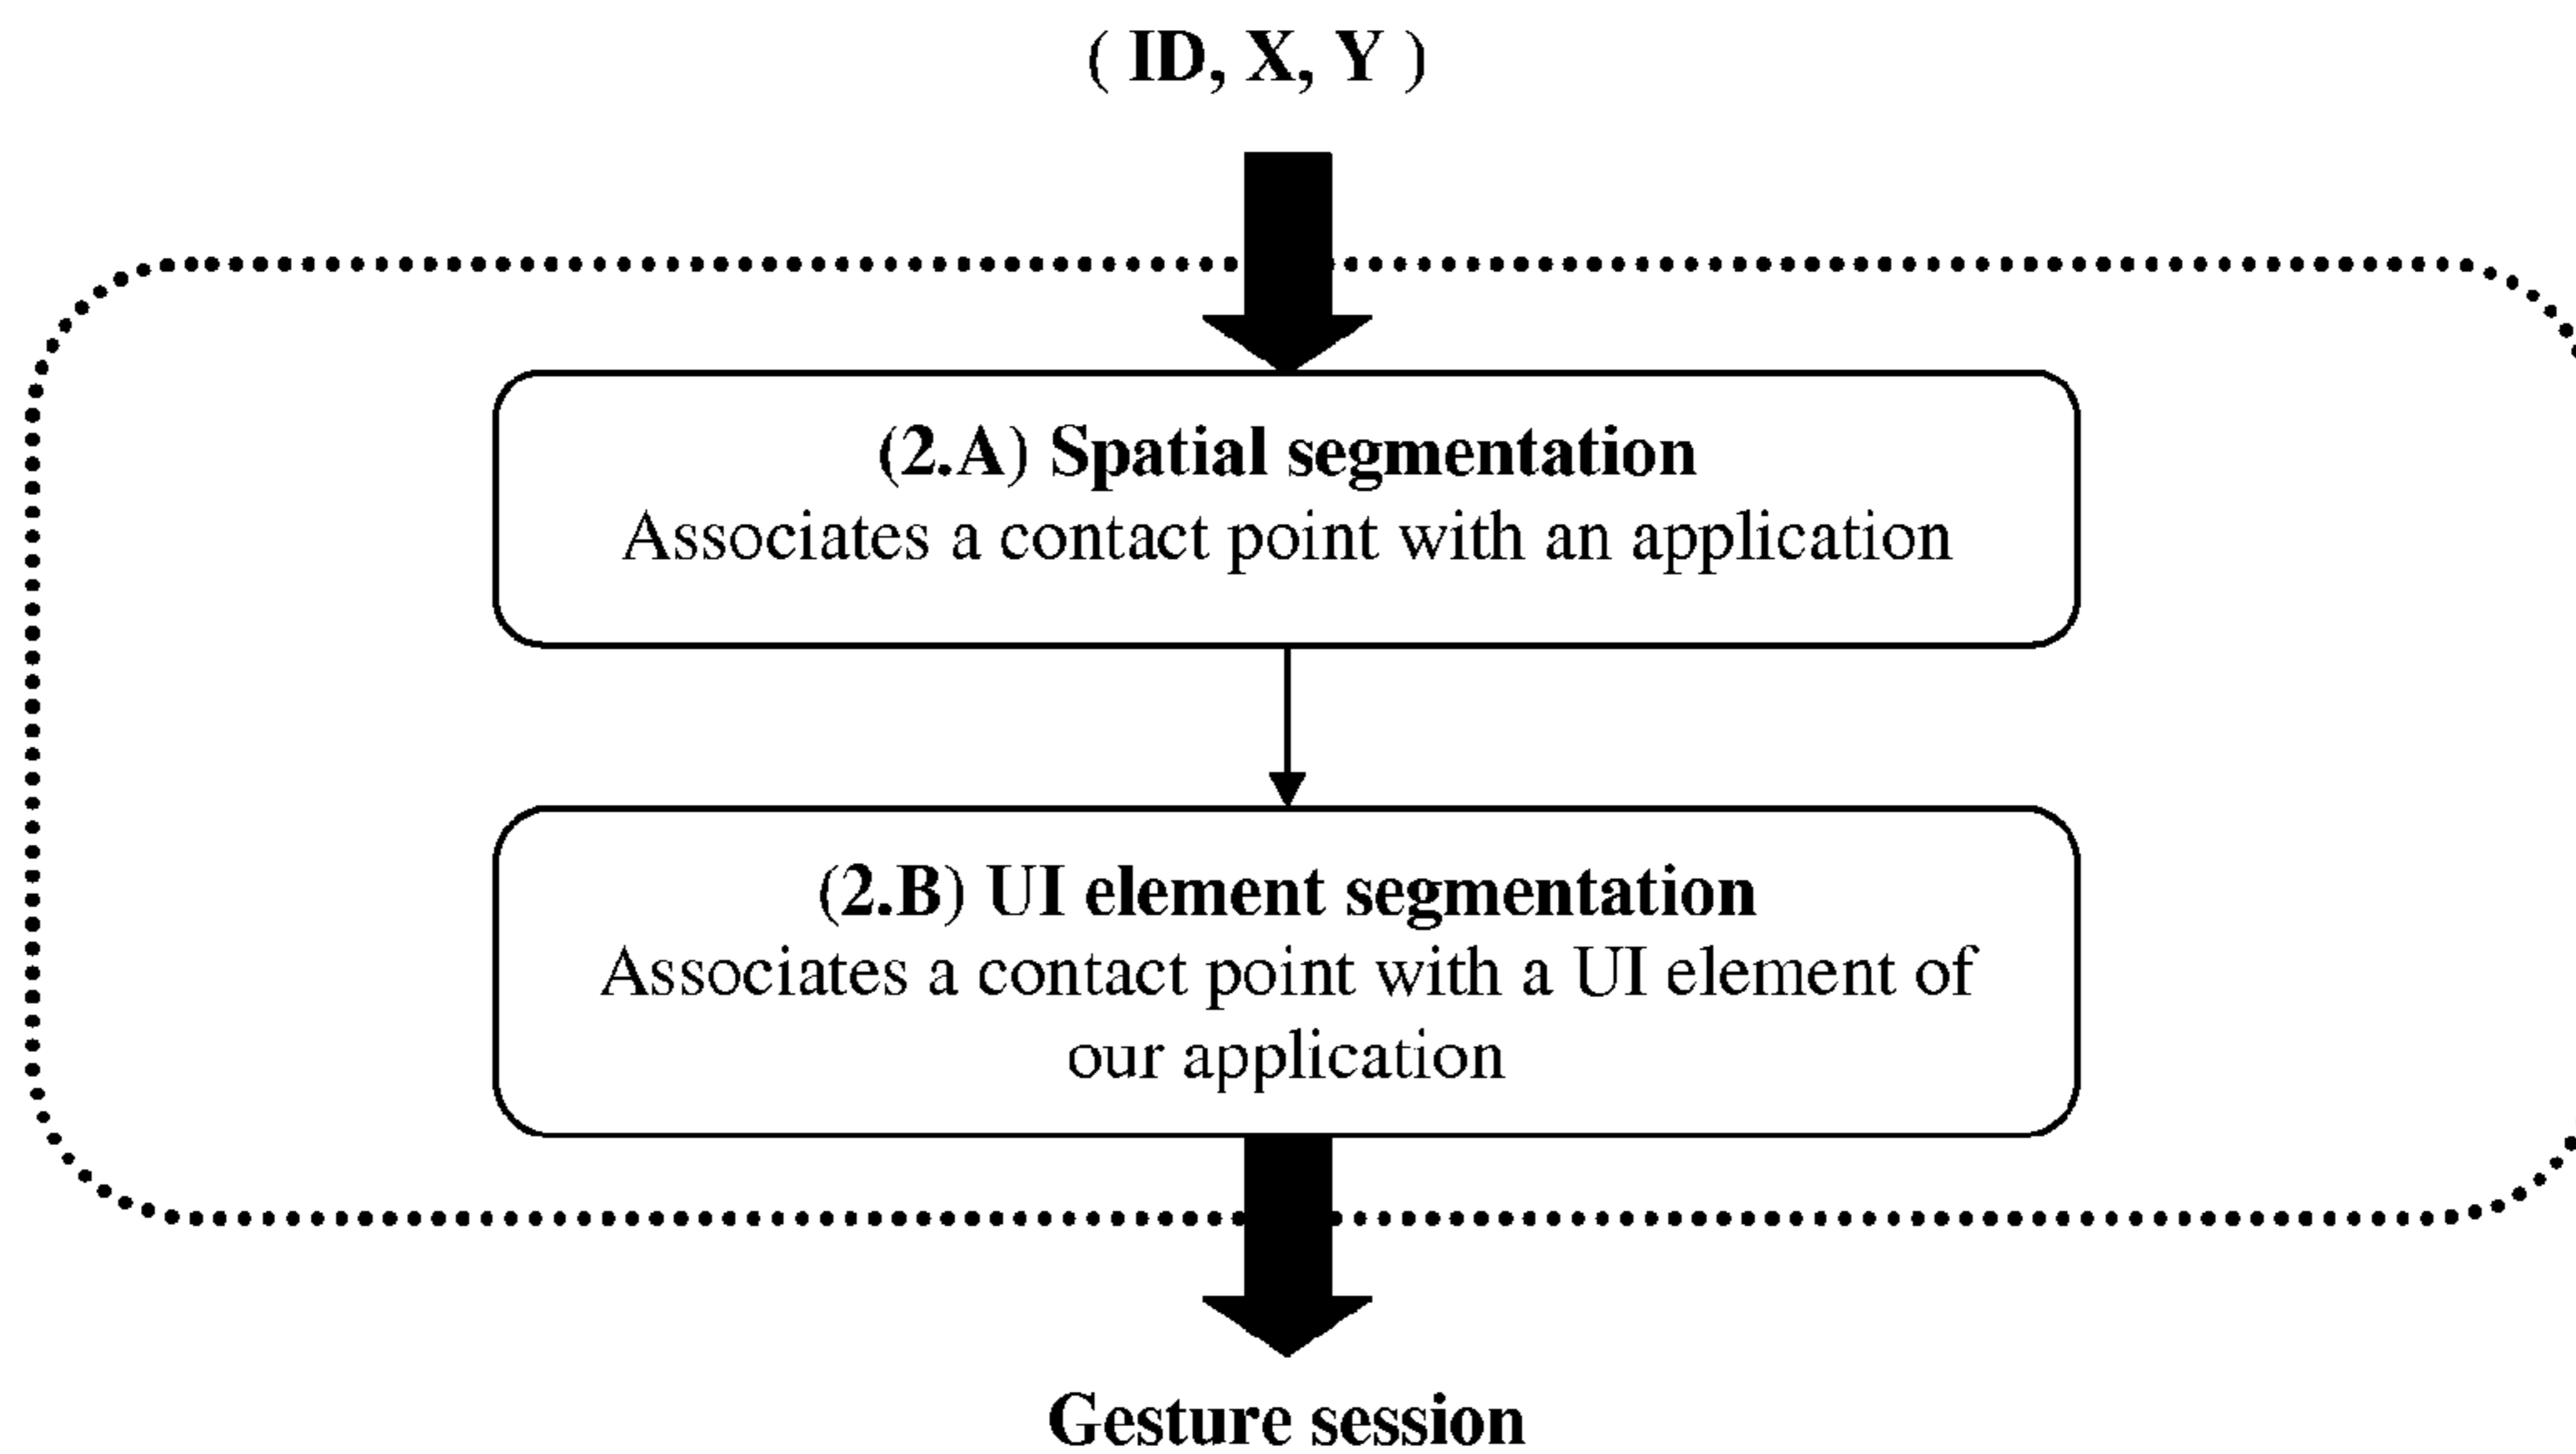 ( ID, X, Y )
(2.A) Spatial segmentation
Associates a contact point with an application
(2.B) UI element segmentation
Associates a contact point with a UI element of
our application
Gesture session